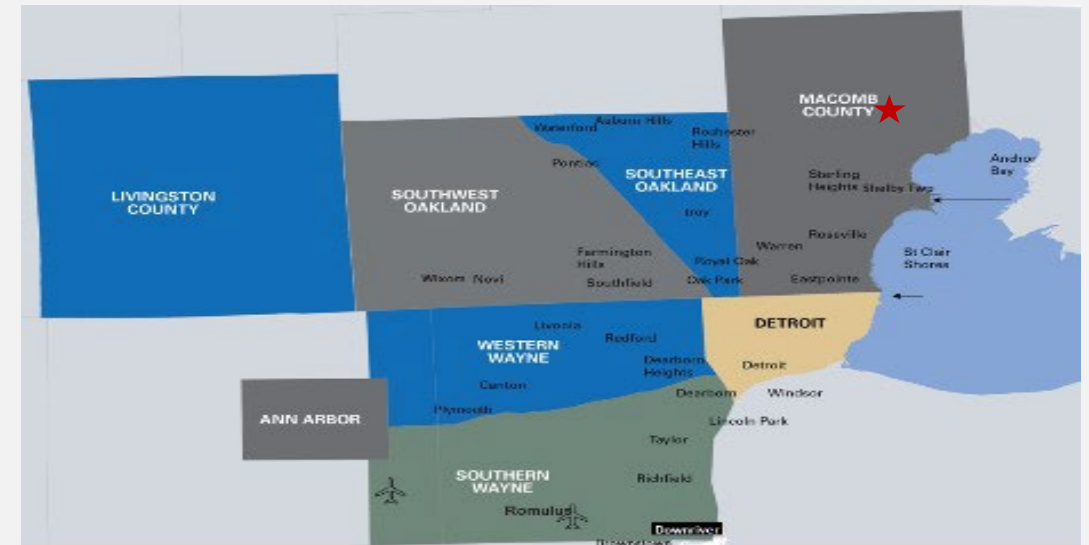 MACOMB
COUNTY
Waterford
Auburn Hills
Rochester
Hills
Pontiac
Anchor
Bay
SOUTHEAST
OAKLAND
Sterling
Heights Shelby Twp
LIVINGSTON
COUNTY
SOUTHWEST
OAKLAND
troy
Rossville
Warren
Farmington
Hills
Royal Oak
St Clair
Shores
Wixom Novi
Southfield
Oak Park
Eastpointe
Livonia
DETROIT
Redford
WESTERN
WAYNE
Dearborn
Heights
Detroit
Canton
Dearborn
Windsor
Plymouth
ANN ARBOR
Lincoln Park
Taylor
SOUTHERN
WAYNE
Richfield
Romulus
Downriver